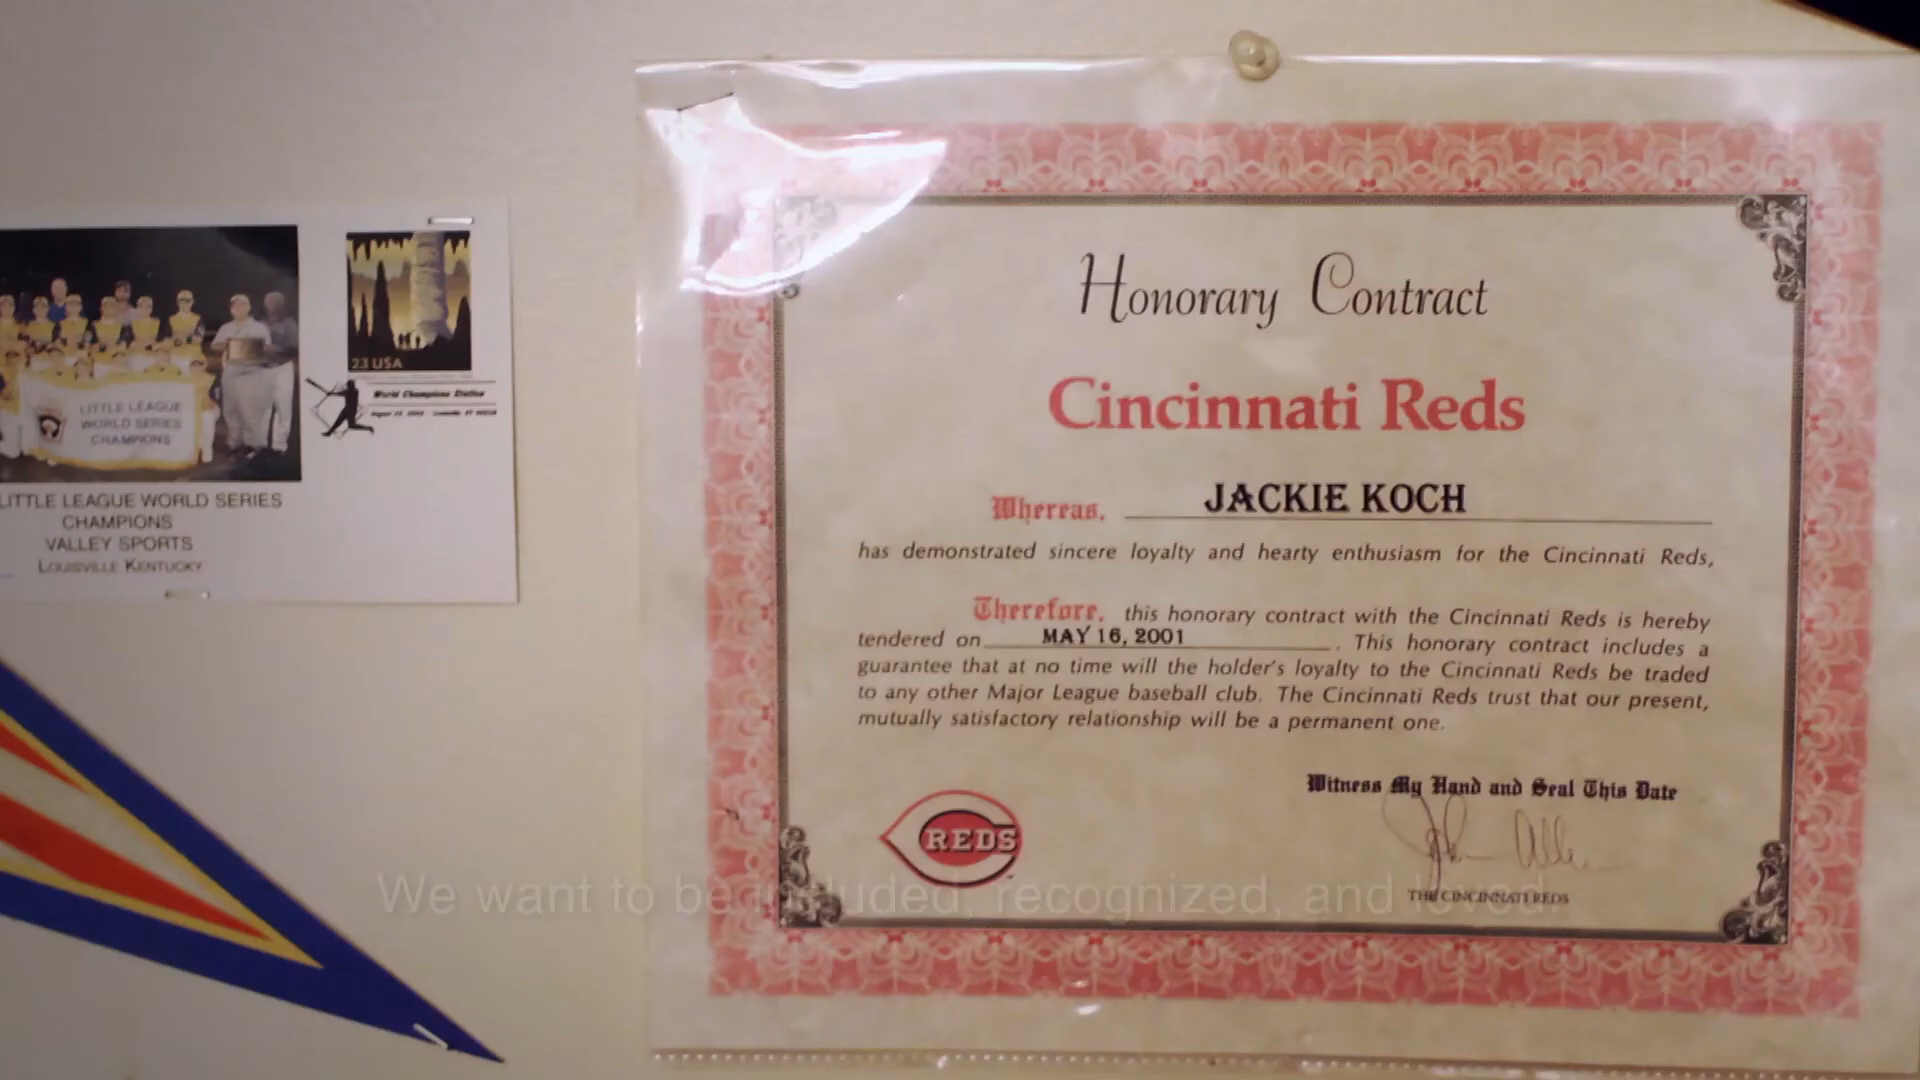 LITTLE LEAGUE
WORLD SERIES
CHAMPIONS
23 USA
World Champions Station
LITTLE LEAGUE WORLD SERIES
CHAMPIONS
VALLEY SPORTS
LOUISVILLE KENTUCKY
Honorary Contract
Cincinnati Reds
Whereas, JACKIE KOCH
has demonstrated sincere loyalty and hearty enthusiasm for the Cincinnati Reds,
Therefore, this honorary contract with the Cincinnati Reds is hereby
tendered on MAY 16, 2001. This honorary contract includes a
guarantee that at no time will the holder's loyalty to the Cincinnati Reds be traded
to any other Major League baseball club. The Cincinnati Reds trust that our present,
mutually satisfactory relationship will be a permanent one.
Witness My Hand and Seal This Date
John Allen
THE CINCINNATI REDS
REDS
We want to be included, recognized, and loved.